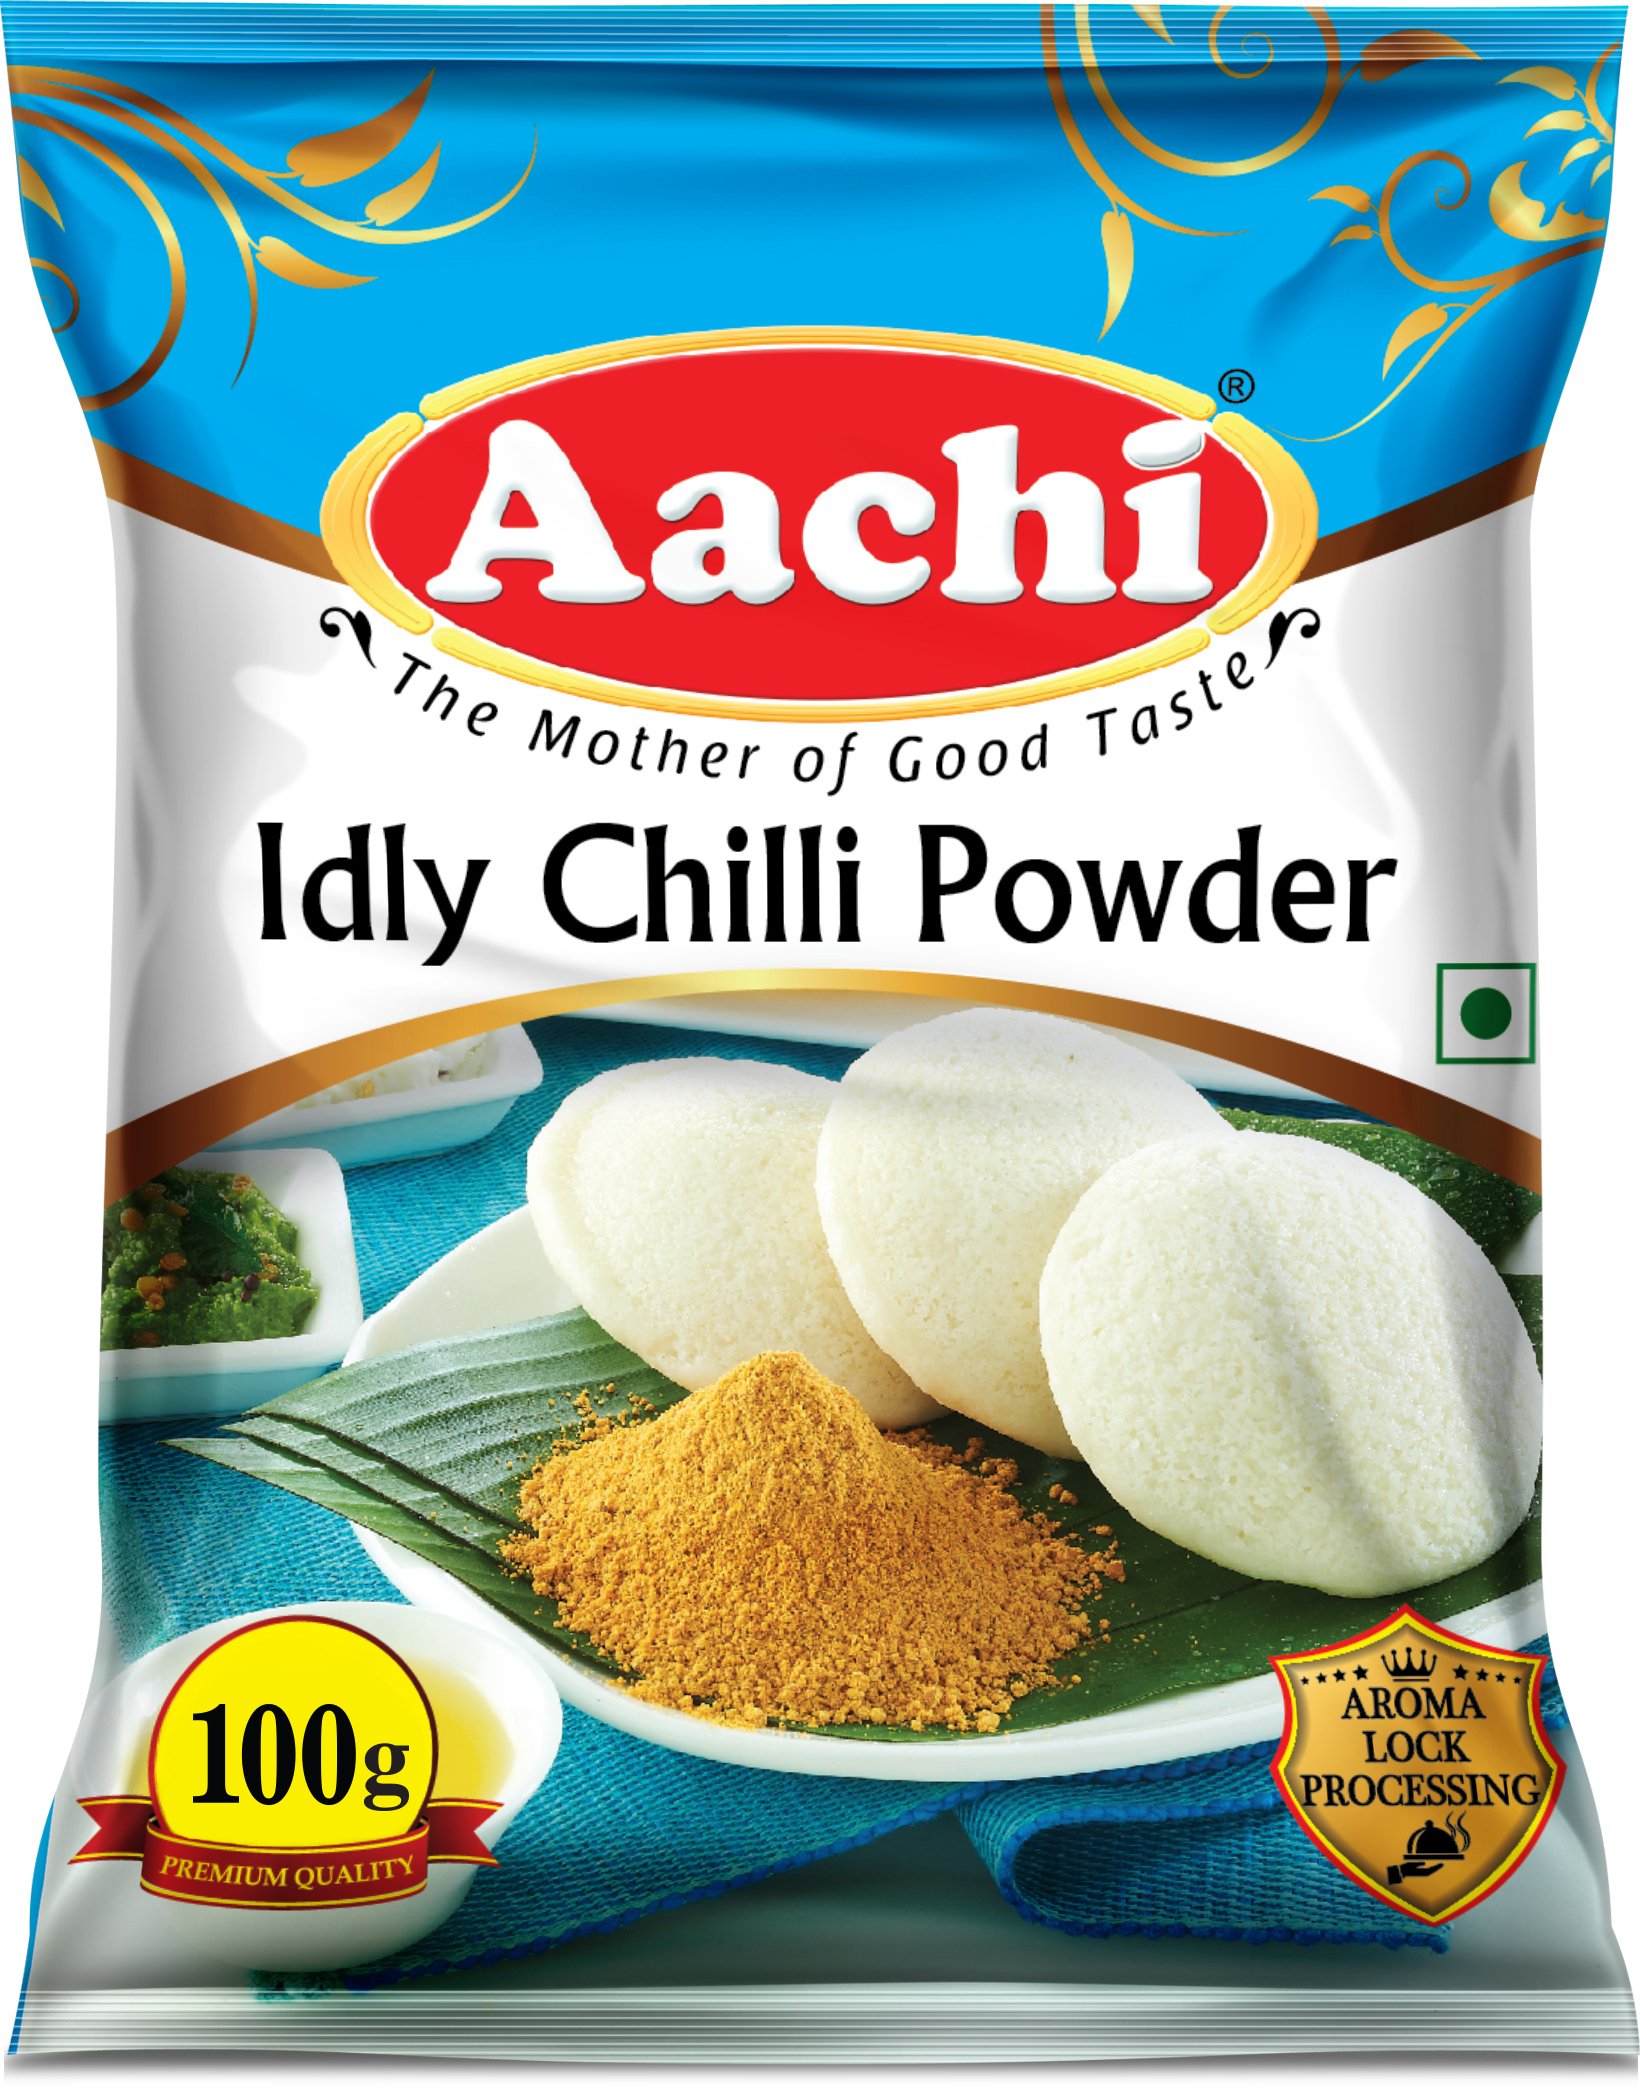 Aachi ®
The Mother of Good Taste
Idly Chilli Powder
100g
PREMIUM QUALITY
AROMA
LOCK
PROCESSING